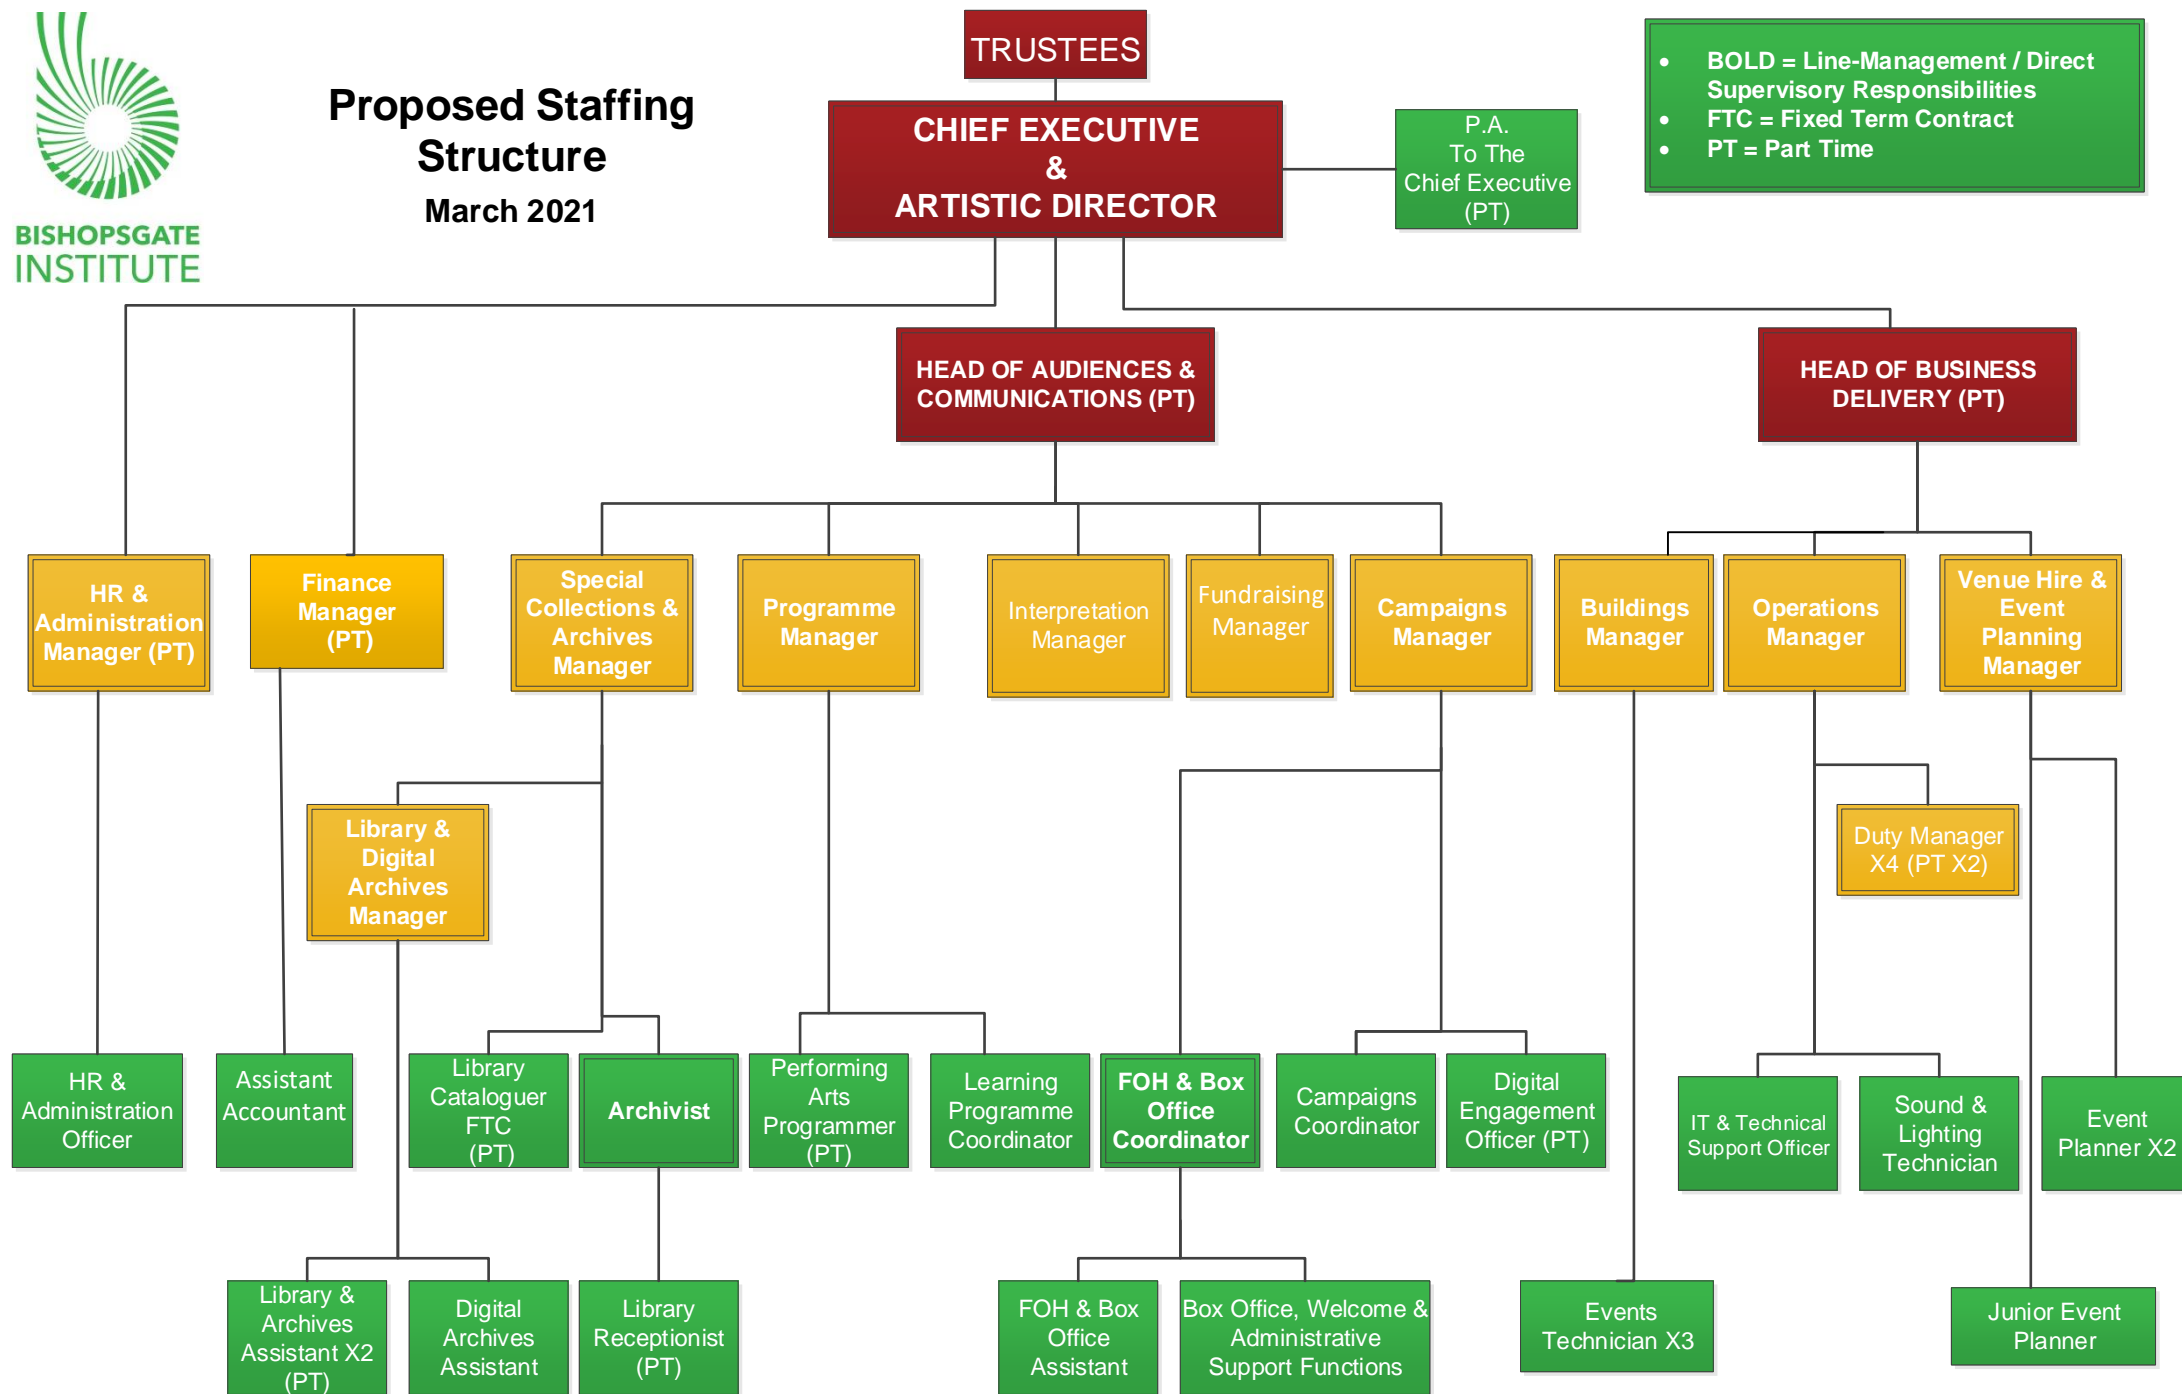 BISHOPSGATE
INSTITUTE
Proposed Staffing
Structure
March 2021
TRUSTEES
CHIEF EXECUTIVE
&
ARTISTIC DIRECTOR
P.A.
To The
Chief Executive
(PT)
• BOLD = Line-Management / Direct
Supervisory Responsibilities
• FTC = Fixed Term Contract
• PT = Part Time
HEAD OF AUDIENCES &
COMMUNICATIONS (PT)
HEAD OF BUSINESS
DELIVERY (PT)
HR &
Administration
Manager (PT)
Finance
Manager
(PT)
Special
Collections &
Archives
Manager
Programme
Manager
Interpretation
Manager
Fundraising
Manager
Campaigns
Manager
Buildings
Manager
Operations
Manager
Venue Hire &
Event
Planning
Manager
Library &
Digital
Archives
Manager
Duty Manager
X4 (PT X2)
HR &
Administration
Officer
Assistant
Accountant
Library
Cataloguer
FTC
(PT)
Archivist
Performing
Arts
Programmer
(PT)
Learning
Programme
Coordinator
FOH & Box
Office
Coordinator
Campaigns
Coordinator
Digital
Engagement
Officer (PT)
IT & Technical
Support Officer
Sound &
Lighting
Technician
Event
Planner X2
Library &
Archives
Assistant X2
(PT)
Digital
Archives
Assistant
Library
Receptionist
(PT)
FOH & Box
Office
Assistant
Box Office, Welcome &
Administrative
Support Functions
Events
Technician X3
Junior Event
Planner